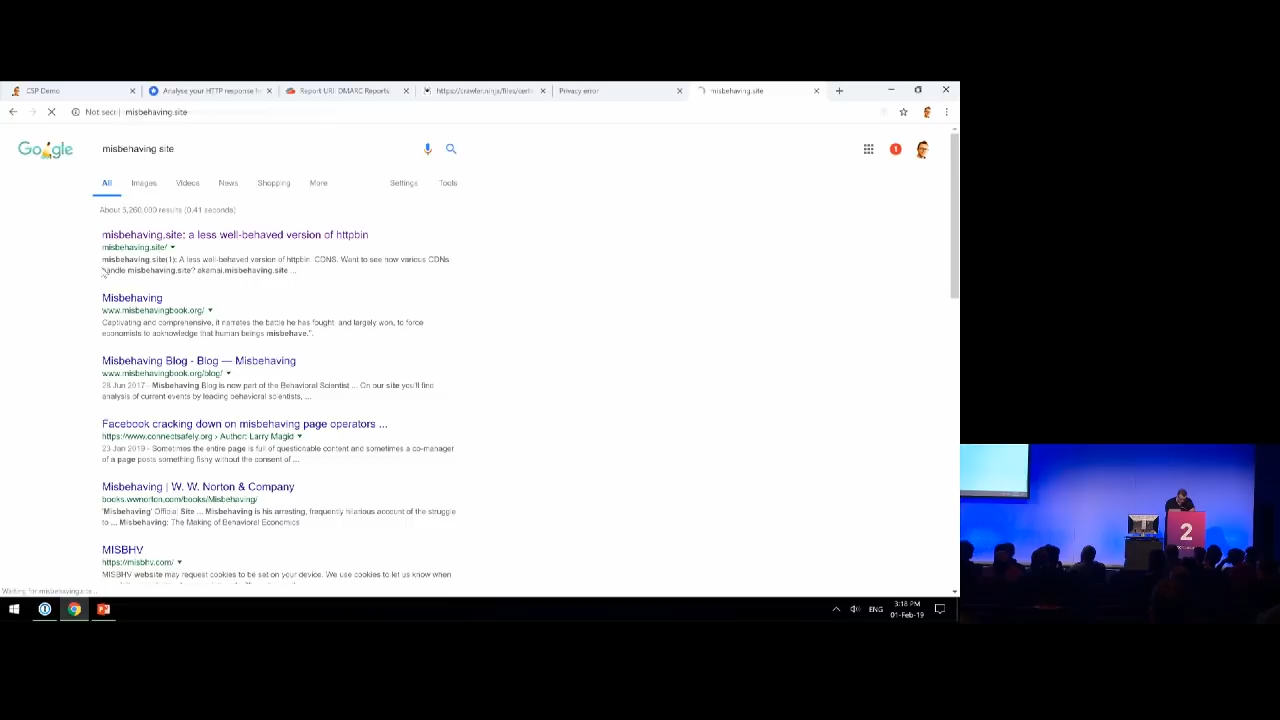 CSP Demo
Analyse your HTTP response h
Report URI: DMARC Reports
https://crawler.ninja/files/certi
Privacy error
misbehaving.site
Not sec
misbehaving.site
Google
misbehaving site
1
All Images Videos News Shopping More Settings Tools
About 5,260,000 results (0.41 seconds)
misbehaving.site: a less well-behaved version of httpbin
misbehaving.site/
misbehaving.site(1): A less well-behaved version of httpbin. CDNS. Want to see how various CDNs
handle misbehaving.site? akamai.misbehaving.site ...
Misbehaving
www.misbehavingbook.org/
Captivating and comprehensive, it narrates the battle he has fought, and largely won, to force
economists to acknowledge that human beings misbehave.".
Misbehaving Blog - Blog — Misbehaving
www.misbehavingbook.org/blog/
28 Jun 2017 - Misbehaving Blog is now part of the Behavioral Scientist ... On our site you'll find
analysis of current events by leading behavioral scientists, ...
Facebook cracking down on misbehaving page operators ...
https://www.connectsafely.org › Author: Larry Magid
23 Jan 2019 - Sometimes the entire page is full of questionable content and sometimes a co-manager
of a page posts something fishy without the consent of ...
Misbehaving | W. W. Norton & Company
books.wwnorton.com/books/Misbehaving/
'Misbehaving' Official Site ... Misbehaving is his arresting, frequently hilarious account of the struggle
to ... Misbehaving: The Making of Behavioral Economics
MISBHV
https://misbhv.com/
MISBHV website may request cookies to be set on your device. We use cookies to let us know when
Waiting for misbehaving.site...
ENG
3:18 PM
01-Feb-19
2